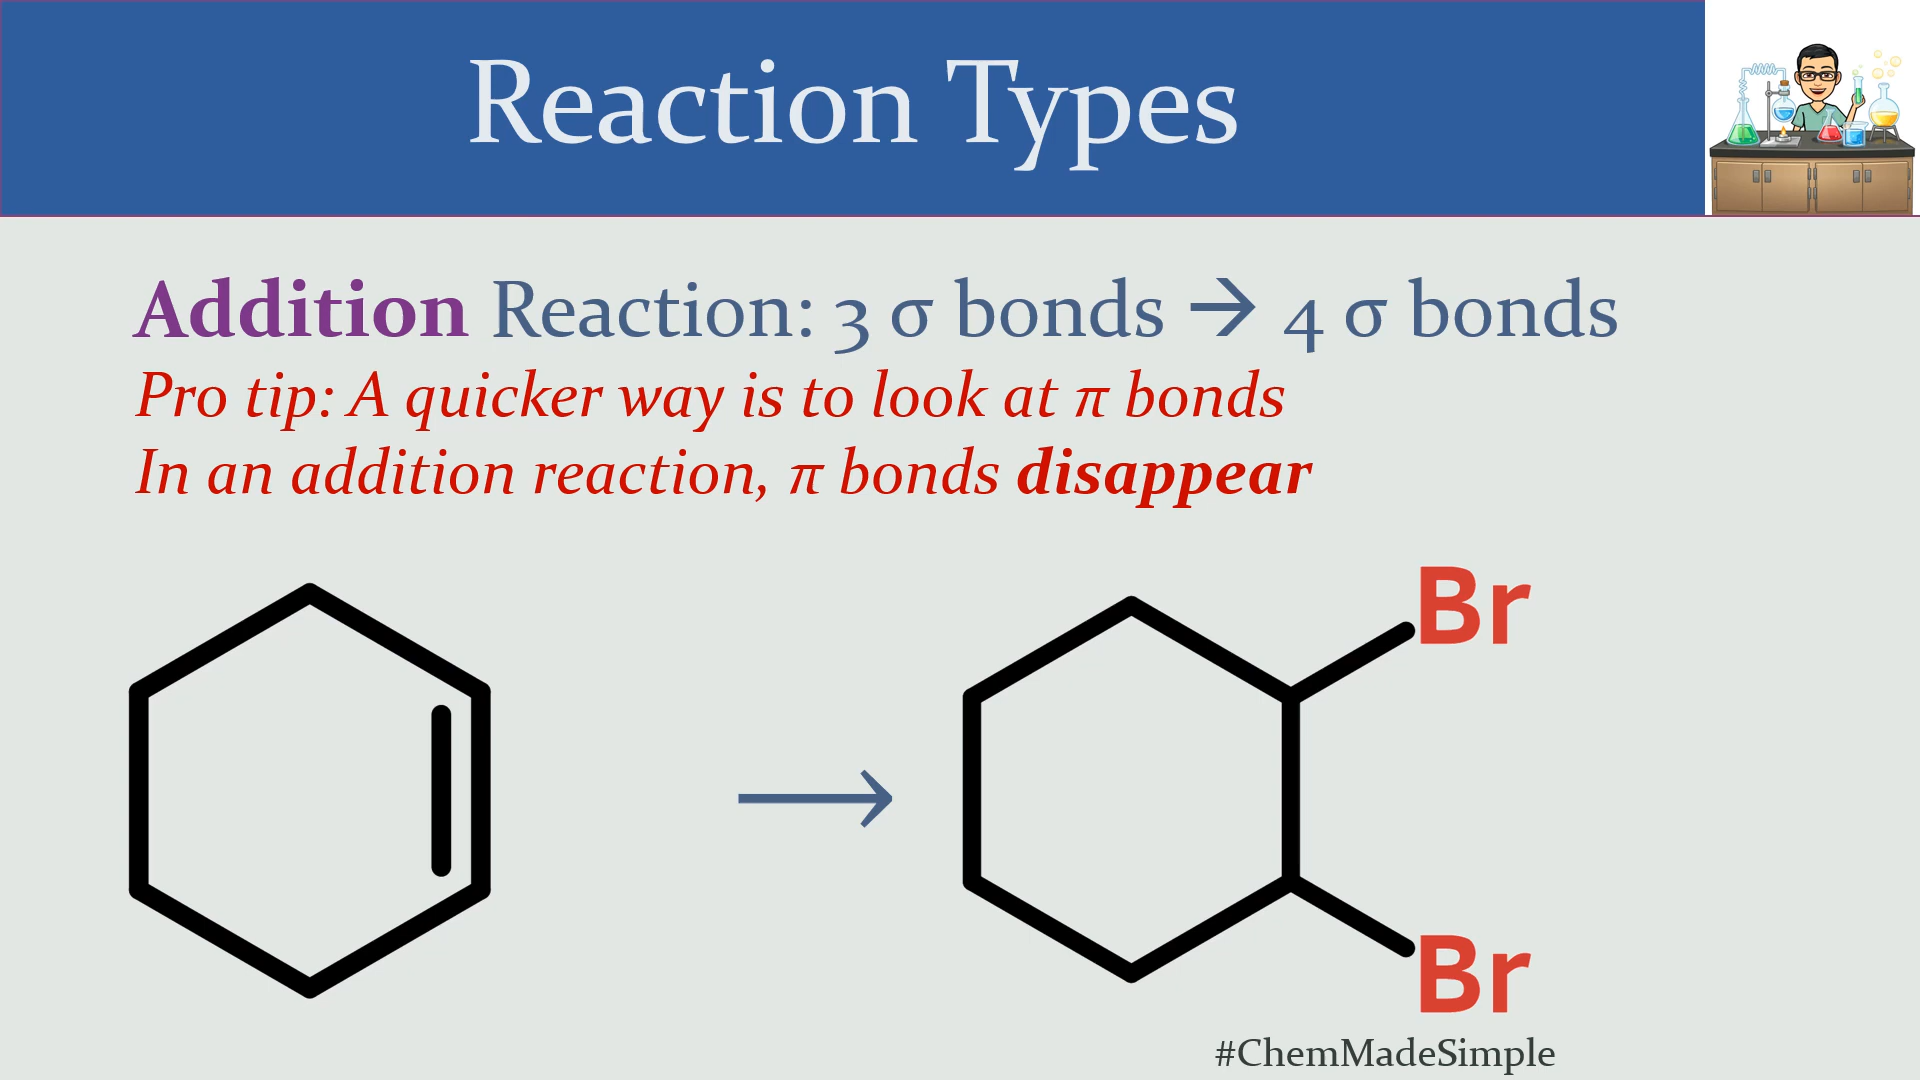 Reaction Types
Addition Reaction: 3 σ bonds → 4 σ bonds
Pro tip: A quicker way is to look at π bonds
In an addition reaction, π bonds disappear
Br
Br
#ChemMadeSimple